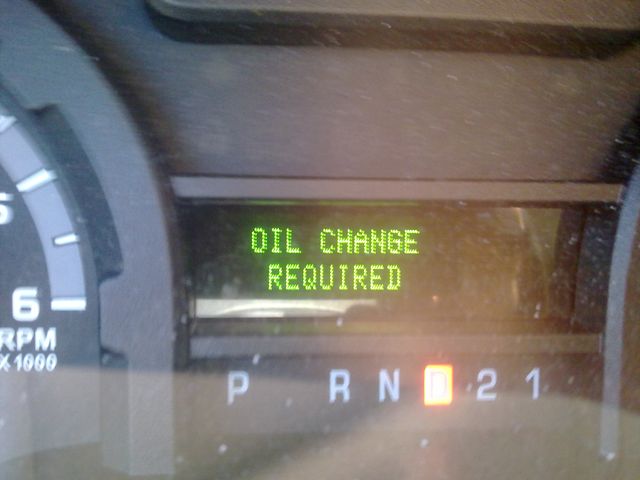 OIL CHANGE
REQUIRED
5
6
RPM
X 1000
P R N D 2 1